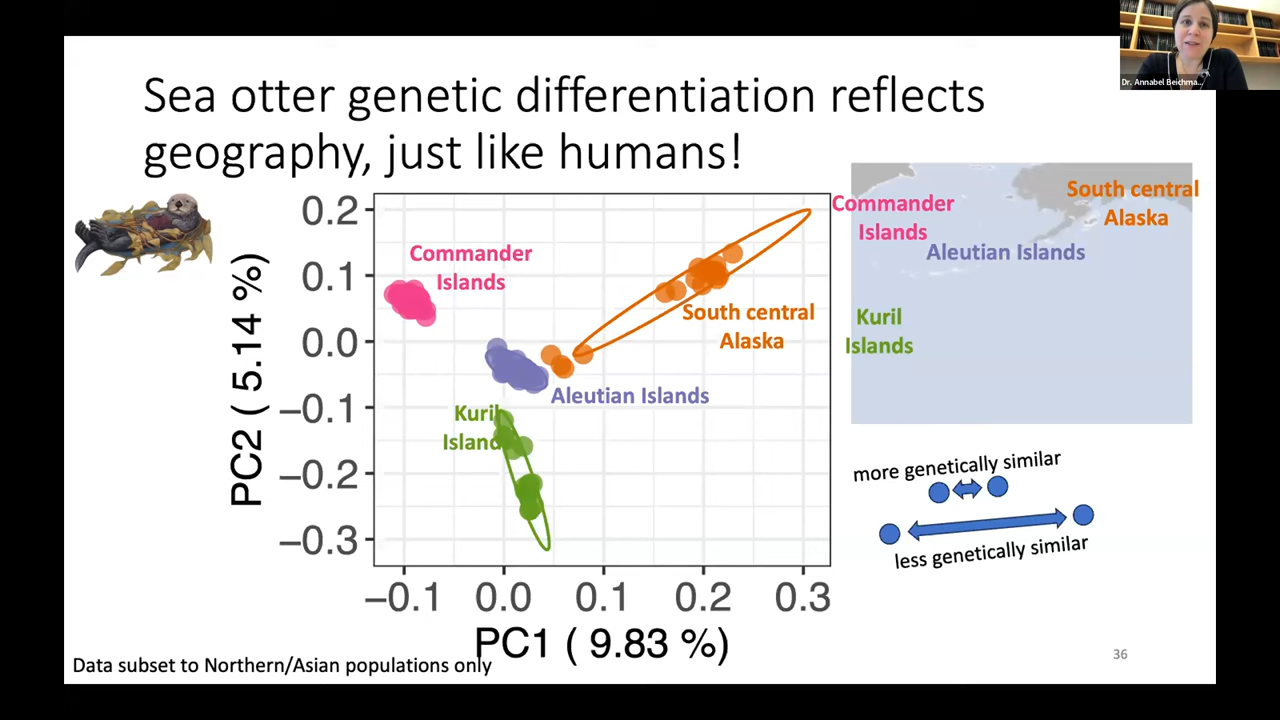 Dr. Annabel Beichma...
Sea otter genetic differentiation reflects
geography, just like humans!
PC2 ( 5.14 %)
0.2
0.1
0.0
−0.1
−0.2
−0.3
Commander
Islands
South central
Alaska
Aleutian Islands
Kuril
Island
−0.1
0.0
0.1
0.2
0.3
PC1 ( 9.83 %)
Commander
Islands
South central
Alaska
Aleutian Islands
Kuril
Islands
more genetically similar
less genetically similar
Data subset to Northern/Asian populations only
36